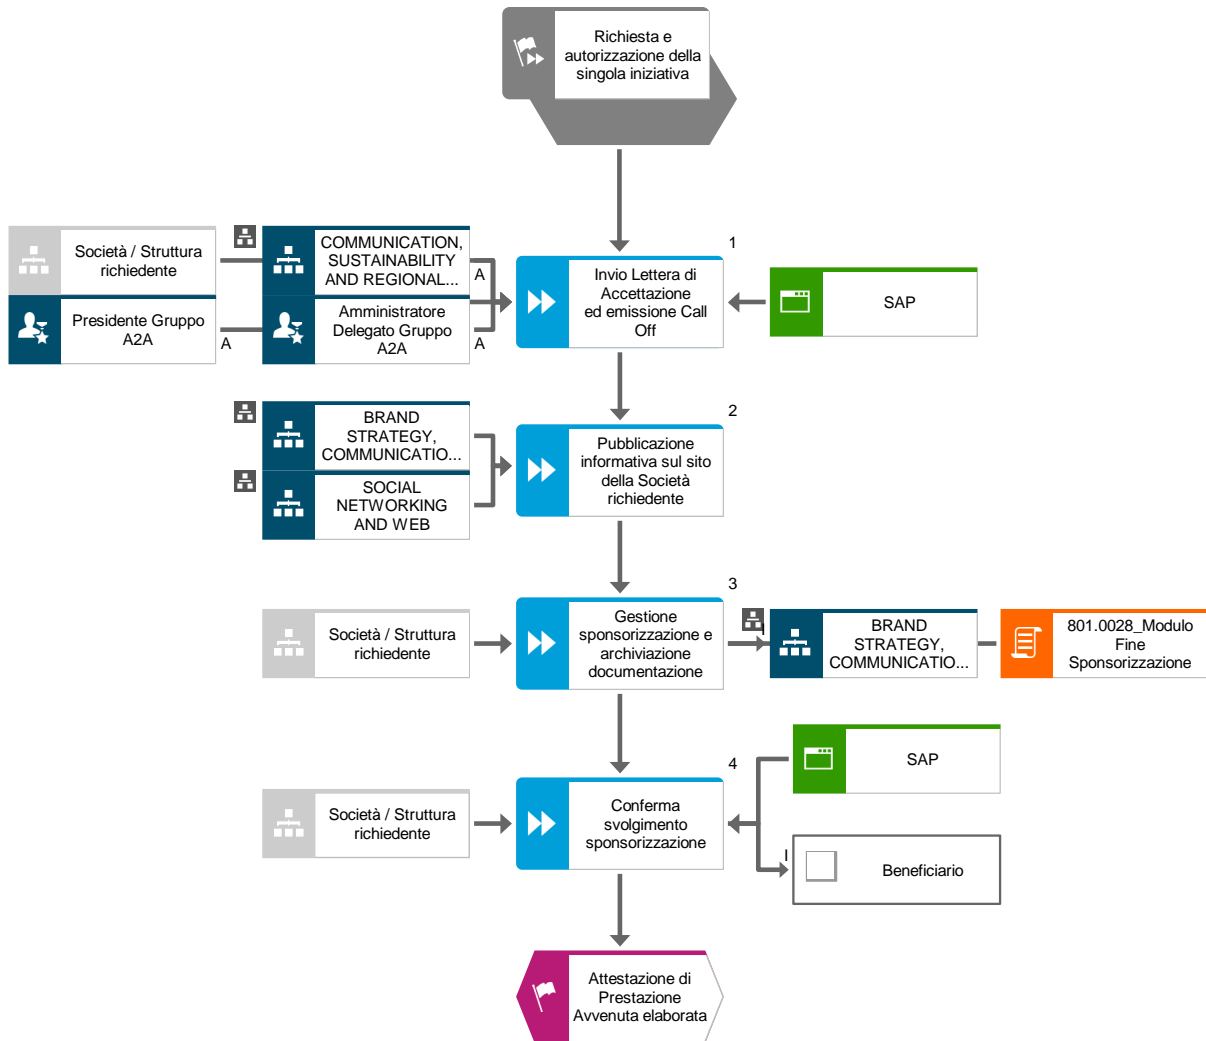 Richiesta e
autorizzazione della
singola iniziativa
1
Società / Struttura
richiedente
COMMUNICATION,
SUSTAINABILITY
AND REGIONAL...
A
Presidente Gruppo
A2A
A
Amministratore
Delegato Gruppo
A2A
A
Invio Lettera di
Accettazione
ed emissione Call
Off
SAP
2
BRAND
STRATEGY,
COMMUNICATIO...
SOCIAL
NETWORKING
AND WEB
Pubblicazione
informativa sul sito
della Società
richiedente
3
Società / Struttura
richiedente
Gestione
sponsorizzazione e
archiviazione
documentazione
I
BRAND
STRATEGY,
COMMUNICATIO...
801.0028_Modulo
Fine
Sponsorizzazione
4
Società / Struttura
richiedente
Conferma
svolgimento
sponsorizzazione
SAP
I
Beneficiario
Attestazione di
Prestazione
Avvenuta elaborata